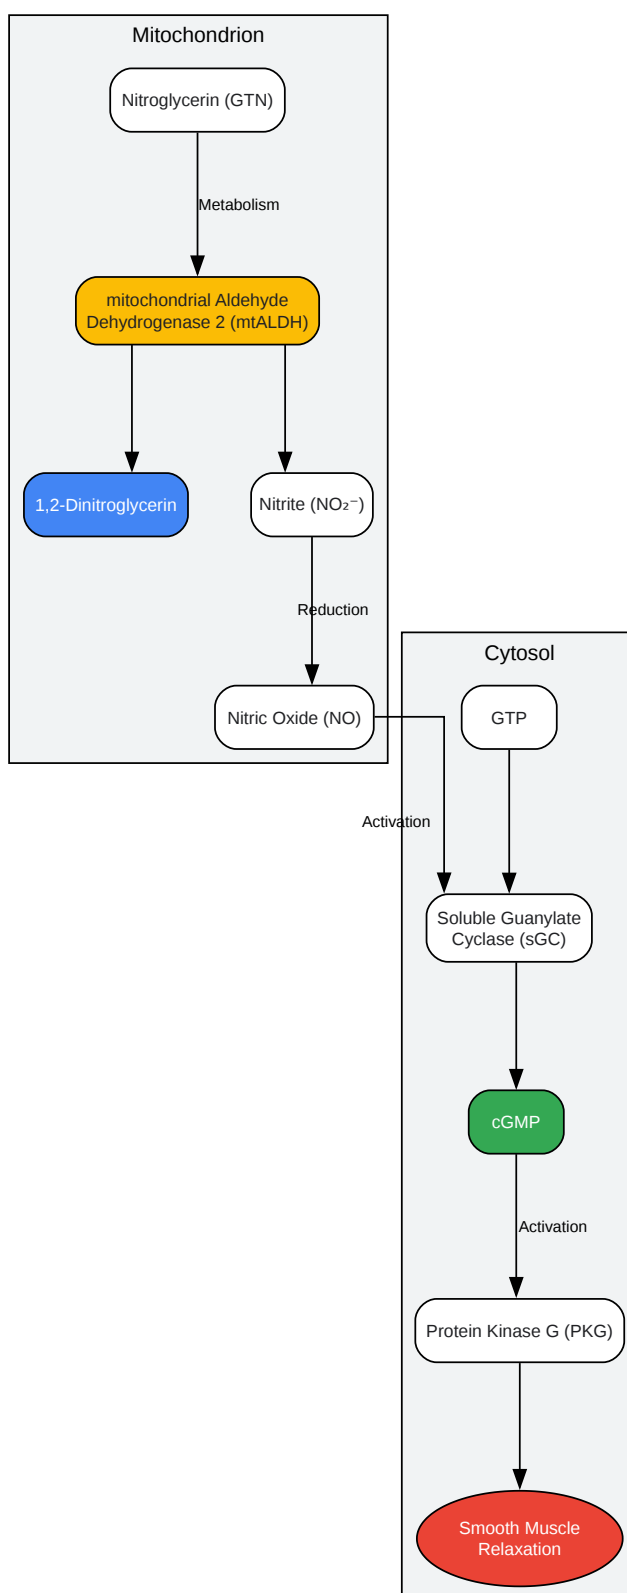 Mitochondrion
Nitroglycerin (GTN)
Metabolism
mitochondrial Aldehyde
Dehydrogenase 2 (mtALDH)
1,2-Dinitroglycerin
Nitrite (NO₂⁻)
Reduction
Nitric Oxide (NO)
Cytosol
GTP
Activation
Soluble Guanylate
Cyclase (sGC)
cGMP
Activation
Protein Kinase G (PKG)
Smooth Muscle
Relaxation